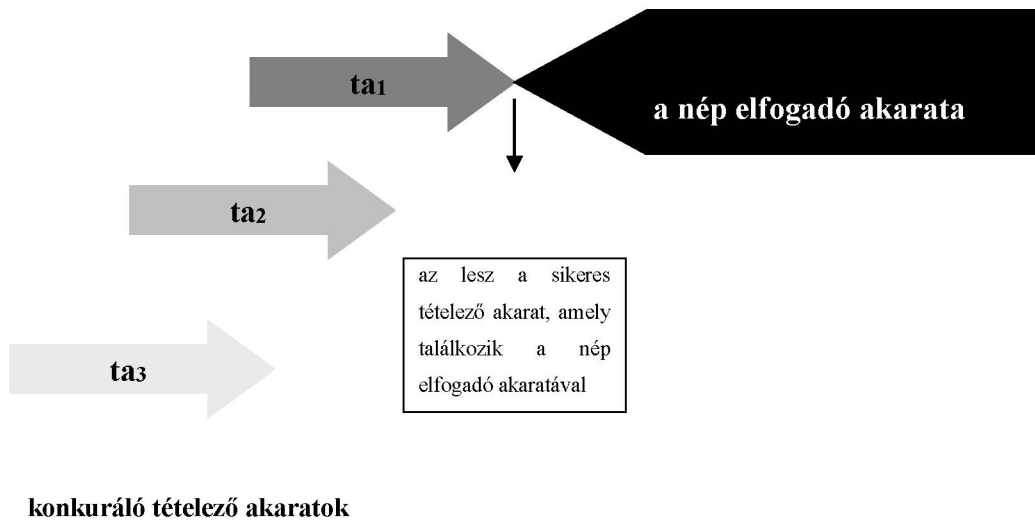 ta1
a nép elfogadó akarata
ta2
az lesz a sikeres
tételező akarat, amely
találkozik a nép
elfogadó akaratával
ta3
konkuráló tételező akaratok